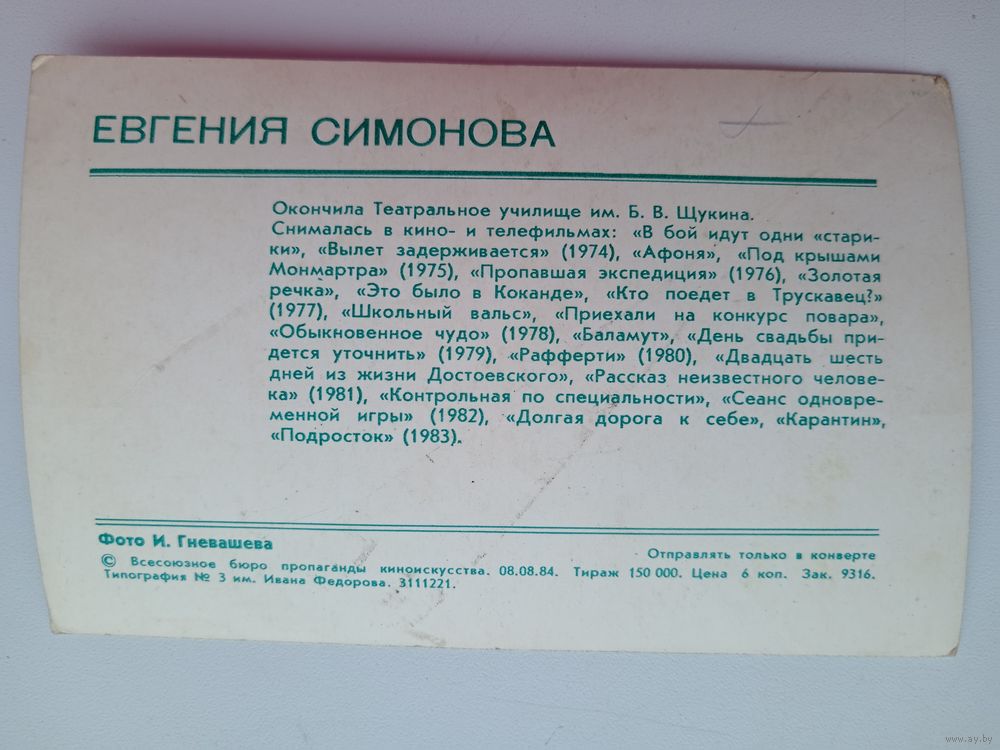 ЕВГЕНИЯ СИМОНОВА
Окончила Театральное училище им. Б. В. Щукина.
Снималась в кино- и телефильмах: «В бой идут одни «стари-
ки», «Вылет задерживается» (1974), «Афоня», «Под крышами
Монмартра» (1975), «Пропавшая экспедиция» (1976), «Золотая
речка», «Это было в Коканде», «Кто поедет в Трускавец?»
(1977), «Школьный вальс», «Приехали на конкурс повара»,
«Обыкновенное чудо» (1978), «Баламут», «День свадьбы при-
дется уточнить» (1979), «Рафферти» (1980), «Двадцать шесть
дней из жизни Достоевского», «Рассказ неизвестного челове-
ка» (1981), «Контрольная по специальности», «Сеанс одновре-
менной игры» (1982), «Долгая дорога к себе», «Карантин»,
«Подросток» (1983).
Фото И. Гневашева
Отправлять только в конверте
© Всесоюзное бюро пропаганды киноискусства. 08.08.84. Тираж 150 000. Цена 6 коп. Зак. 9316.
Типография № 3 им. Ивана Федорова. 3111221.
www.ay.by